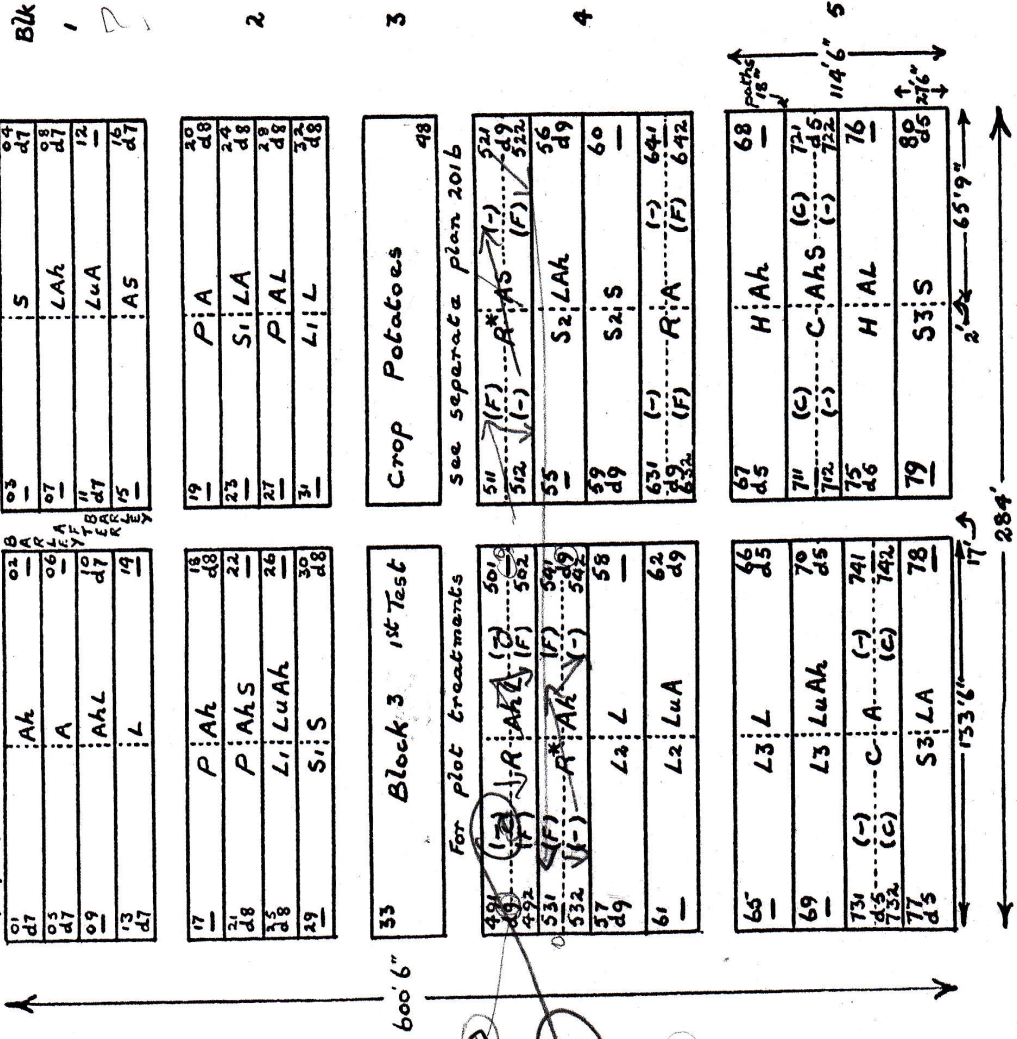 Blk
01 d7 Ah 02 — 03 — S 04 d7
1
05 d7 A 06 — 07 — LAh 08 d7
09 — AhL 10 d7 11 d7 LuA 12 —
13 d7 L 14 — 15 — AS 16 d7
BARLEY AFTER BARLEY
17 — P Ah 18 d8 19 — P A 20 d8
2
21 d8 P AhS 22 — 23 — S1 LA 24 d8
25 d8 L1 LuAh 26 — 27 — P AL 28 d8
29 — S1 S 30 d8 31 — L1 L 32 d8
3
33 Block 3 1st Test Crop Potatoes 48
For plot treatments see seperate plan 2016
4
491 d9 (-) R AhL (-) 501 — 511 — (F) R* AS (-) 521 d9
492 (F) (F) 502 512 (-) (F) 522
531 — (F) R* Ah (F) 541 d9 55 — S2 LAh 56 d9
532 (-) (-) 542
57 d9 L2 L 58 — 59 d9 S2 S 60 —
61 — L2 LuA 62 d9 631 d9 (-) R A (-) 641 —
632 (F) (F) 642
5
65 — L3 L 66 d5 67 d5 H Ah 68 —
69 — L3 LuAh 70 d5 711 — (C) C AhS (C) 721 d5
712 (-) (-) 722
731 d5 (-) C A (-) 741 — 75 d5 H AL 76 —
732 (C) (C) 742
77 d5 S3 LA 78 — 79 — S3 S 80 d5
paths 18"
114' 6"
27'6"
600' 6"
133' 6"
17'
2'
65' 9"
284'